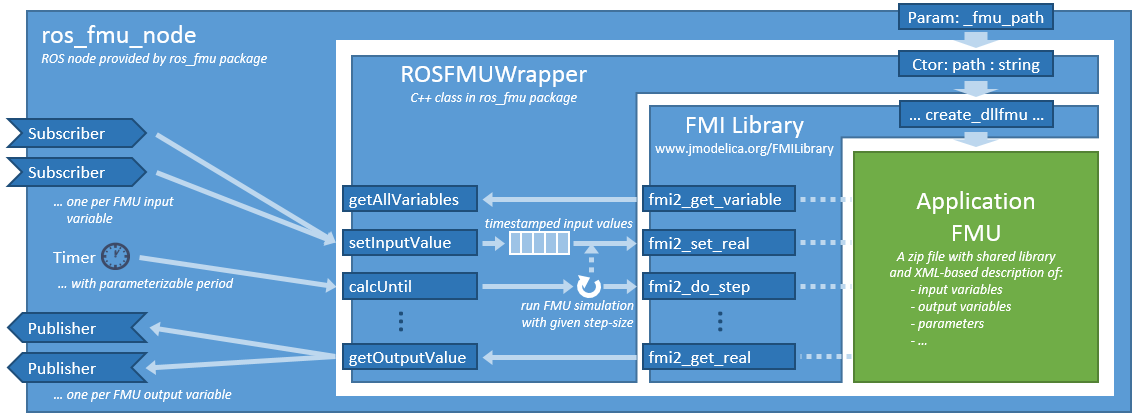 Param: _fmu_path
ros_fmu_node
ROS node provided by ros_fmu package
Ctor: path : string
ROSFMUWrapper
C++ class in ros_fmu package
... create_dllfmu ...
FMI Library
www.jmodelica.org/FMILibrary
Subscriber
Subscriber
... one per FMU input
variable
Timer
... with parameterizable period
Publisher
Publisher
... one per FMU output variable
getAllVariables
timestamped input values
setInputValue
calcUntil
run FMU simulation
with given step-size
getOutputValue
fmi2_get_variable
fmi2_set_real
fmi2_do_step
fmi2_get_real
Application
FMU
A zip file with shared library
and XML-based description of:
- input variables
- output variables
- parameters
- ...